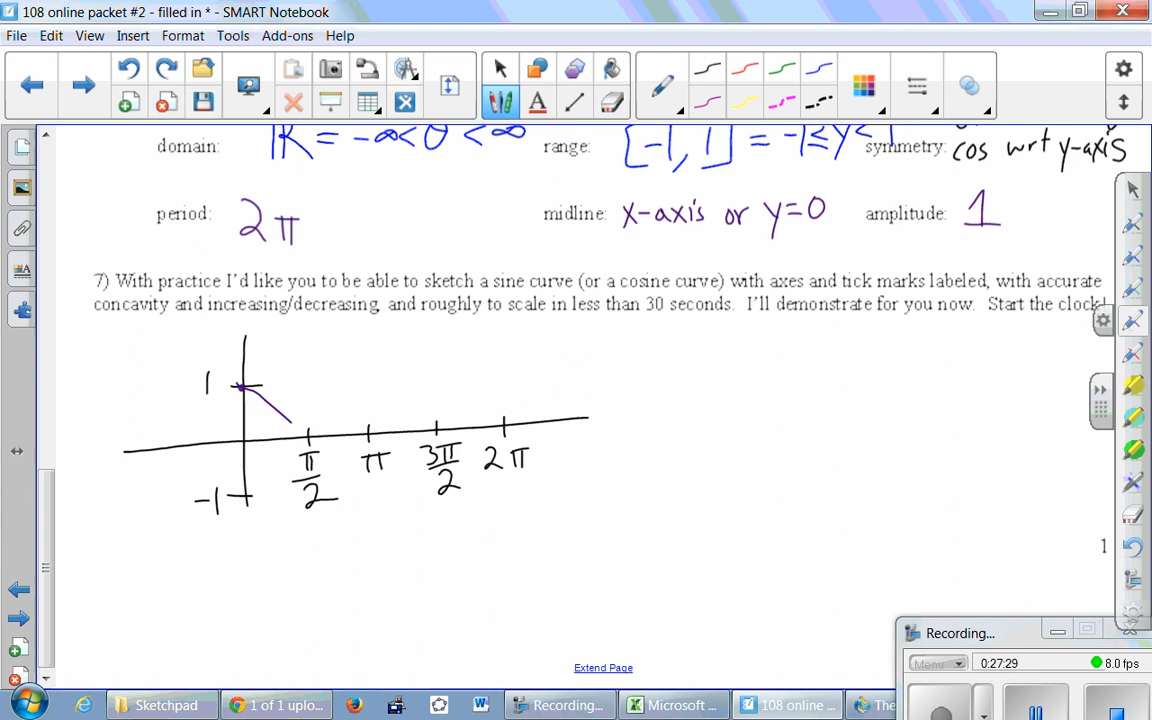 108 online packet #2 - filled in * - SMART Notebook
File Edit View Insert Format Tools Add-ons Help
domain: ℝ = -∞<θ<∞ range: [-1, 1] = -1≤y≤1 symmetry: cos wrt y-axis
period: 2π midline: x-axis or y=0 amplitude: 1
7) With practice I'd like you to be able to sketch a sine curve (or a cosine curve) with axes and tick marks labeled, with accurate
concavity and increasing/decreasing, and roughly to scale in less than 30 seconds. I'll demonstrate for you now. Start the clock!
1
π/2 π 3π/2 2π
-1
1
Extend Page
Recording...
Menu 0:27:29 8.0 fps
Sketchpad 1 of 1 uplo... Recording... Microsoft ... 108 online ... The